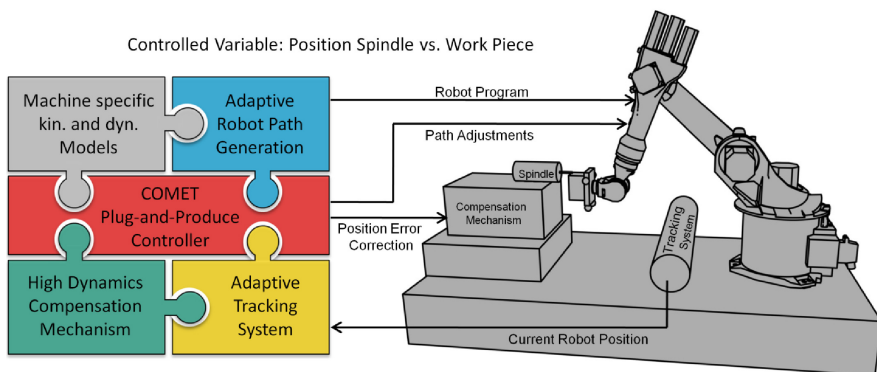 Controlled Variable: Position Spindle vs. Work Piece
Machine specific
kin. and dyn.
Models
Adaptive
Robot Path
Generation
COMET
Plug-and-Produce
Controller
High Dynamics
Compensation
Mechanism
Adaptive
Tracking
System
Robot Program
Path Adjustments
Position Error
Correction
Spindle
Compensation
Mechanism
Tracking
System
Current Robot Position